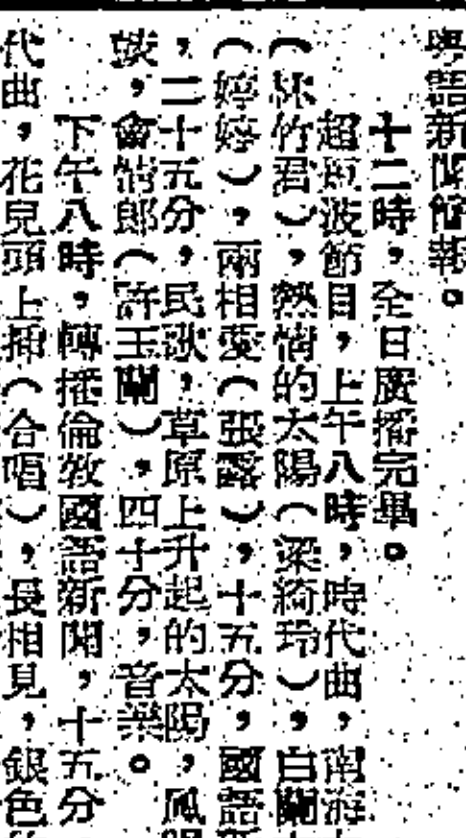 粵語新聞簡報。
十二時，全日廣播完畢。
超短波節目，上午八時，時代曲，南海
（林竹君），熱情的太陽（梁綺玲），白蘭
（婷婷），兩相愛（張露），十五分，國語
，二十五分，民歌，草原上升起的太陽，鳳
簌，會情郎（許玉蘭），四十分，音樂。
下午八時，轉播倫敦國語新聞，十五分
代曲，花兒頭上插（合唱），長相見，銀色